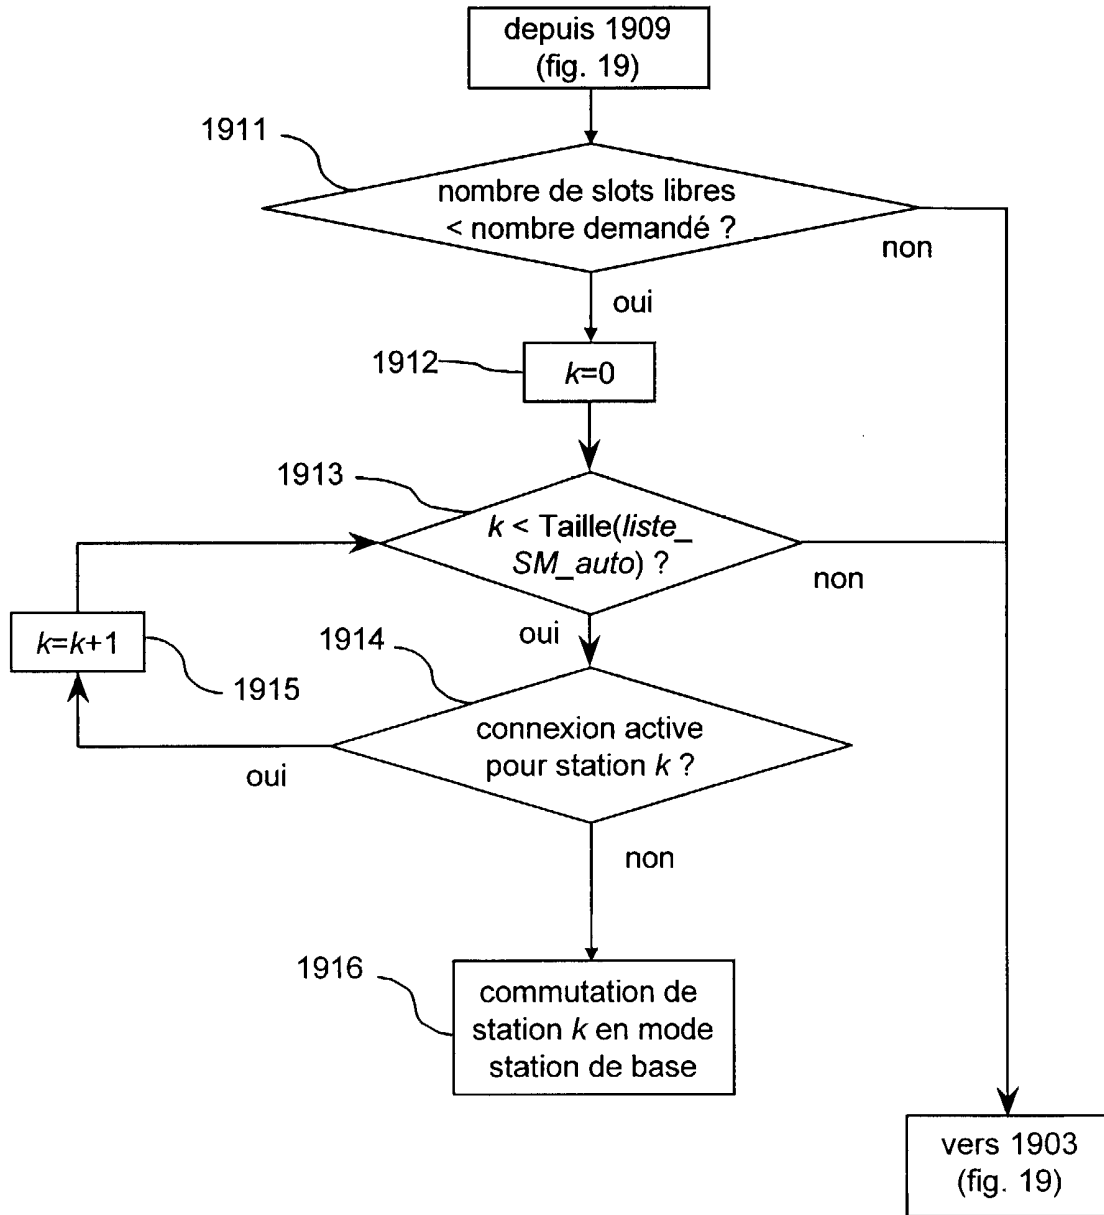 depuis 1909
(fig. 19)
1911
nombre de slots libres
< nombre demandé ?
non
oui
1912
k=0
1913
k < Taille(liste_
SM_auto) ?
non
oui
k=k+1
1915
1914
connexion active
pour station k ?
oui
non
1916
commutation de
station k en mode
station de base
vers 1903
(fig. 19)